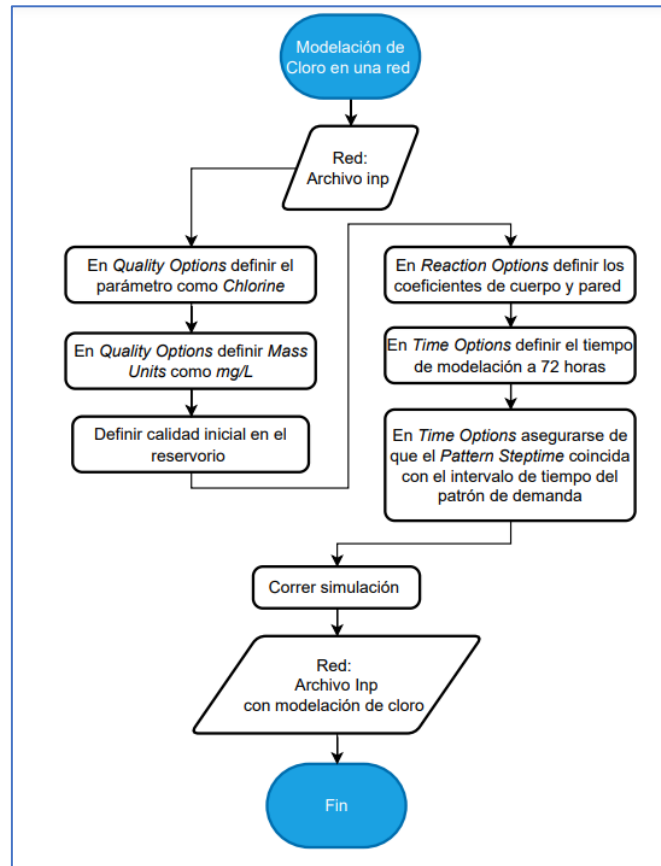 Modelación de
Cloro en una red
Red:
Archivo inp
En Quality Options definir el
parámetro como Chlorine
En Quality Options definir Mass
Units como mg/L
Definir calidad inicial en el
reservorio
En Reaction Options definir los
coeficientes de cuerpo y pared
En Time Options definir el tiempo
de modelación a 72 horas
En Time Options asegurarse de
que el Pattern Steptime coincida
con el intervalo de tiempo del
patrón de demanda
Correr simulación
Red:
Archivo Inp
con modelación de cloro
Fin